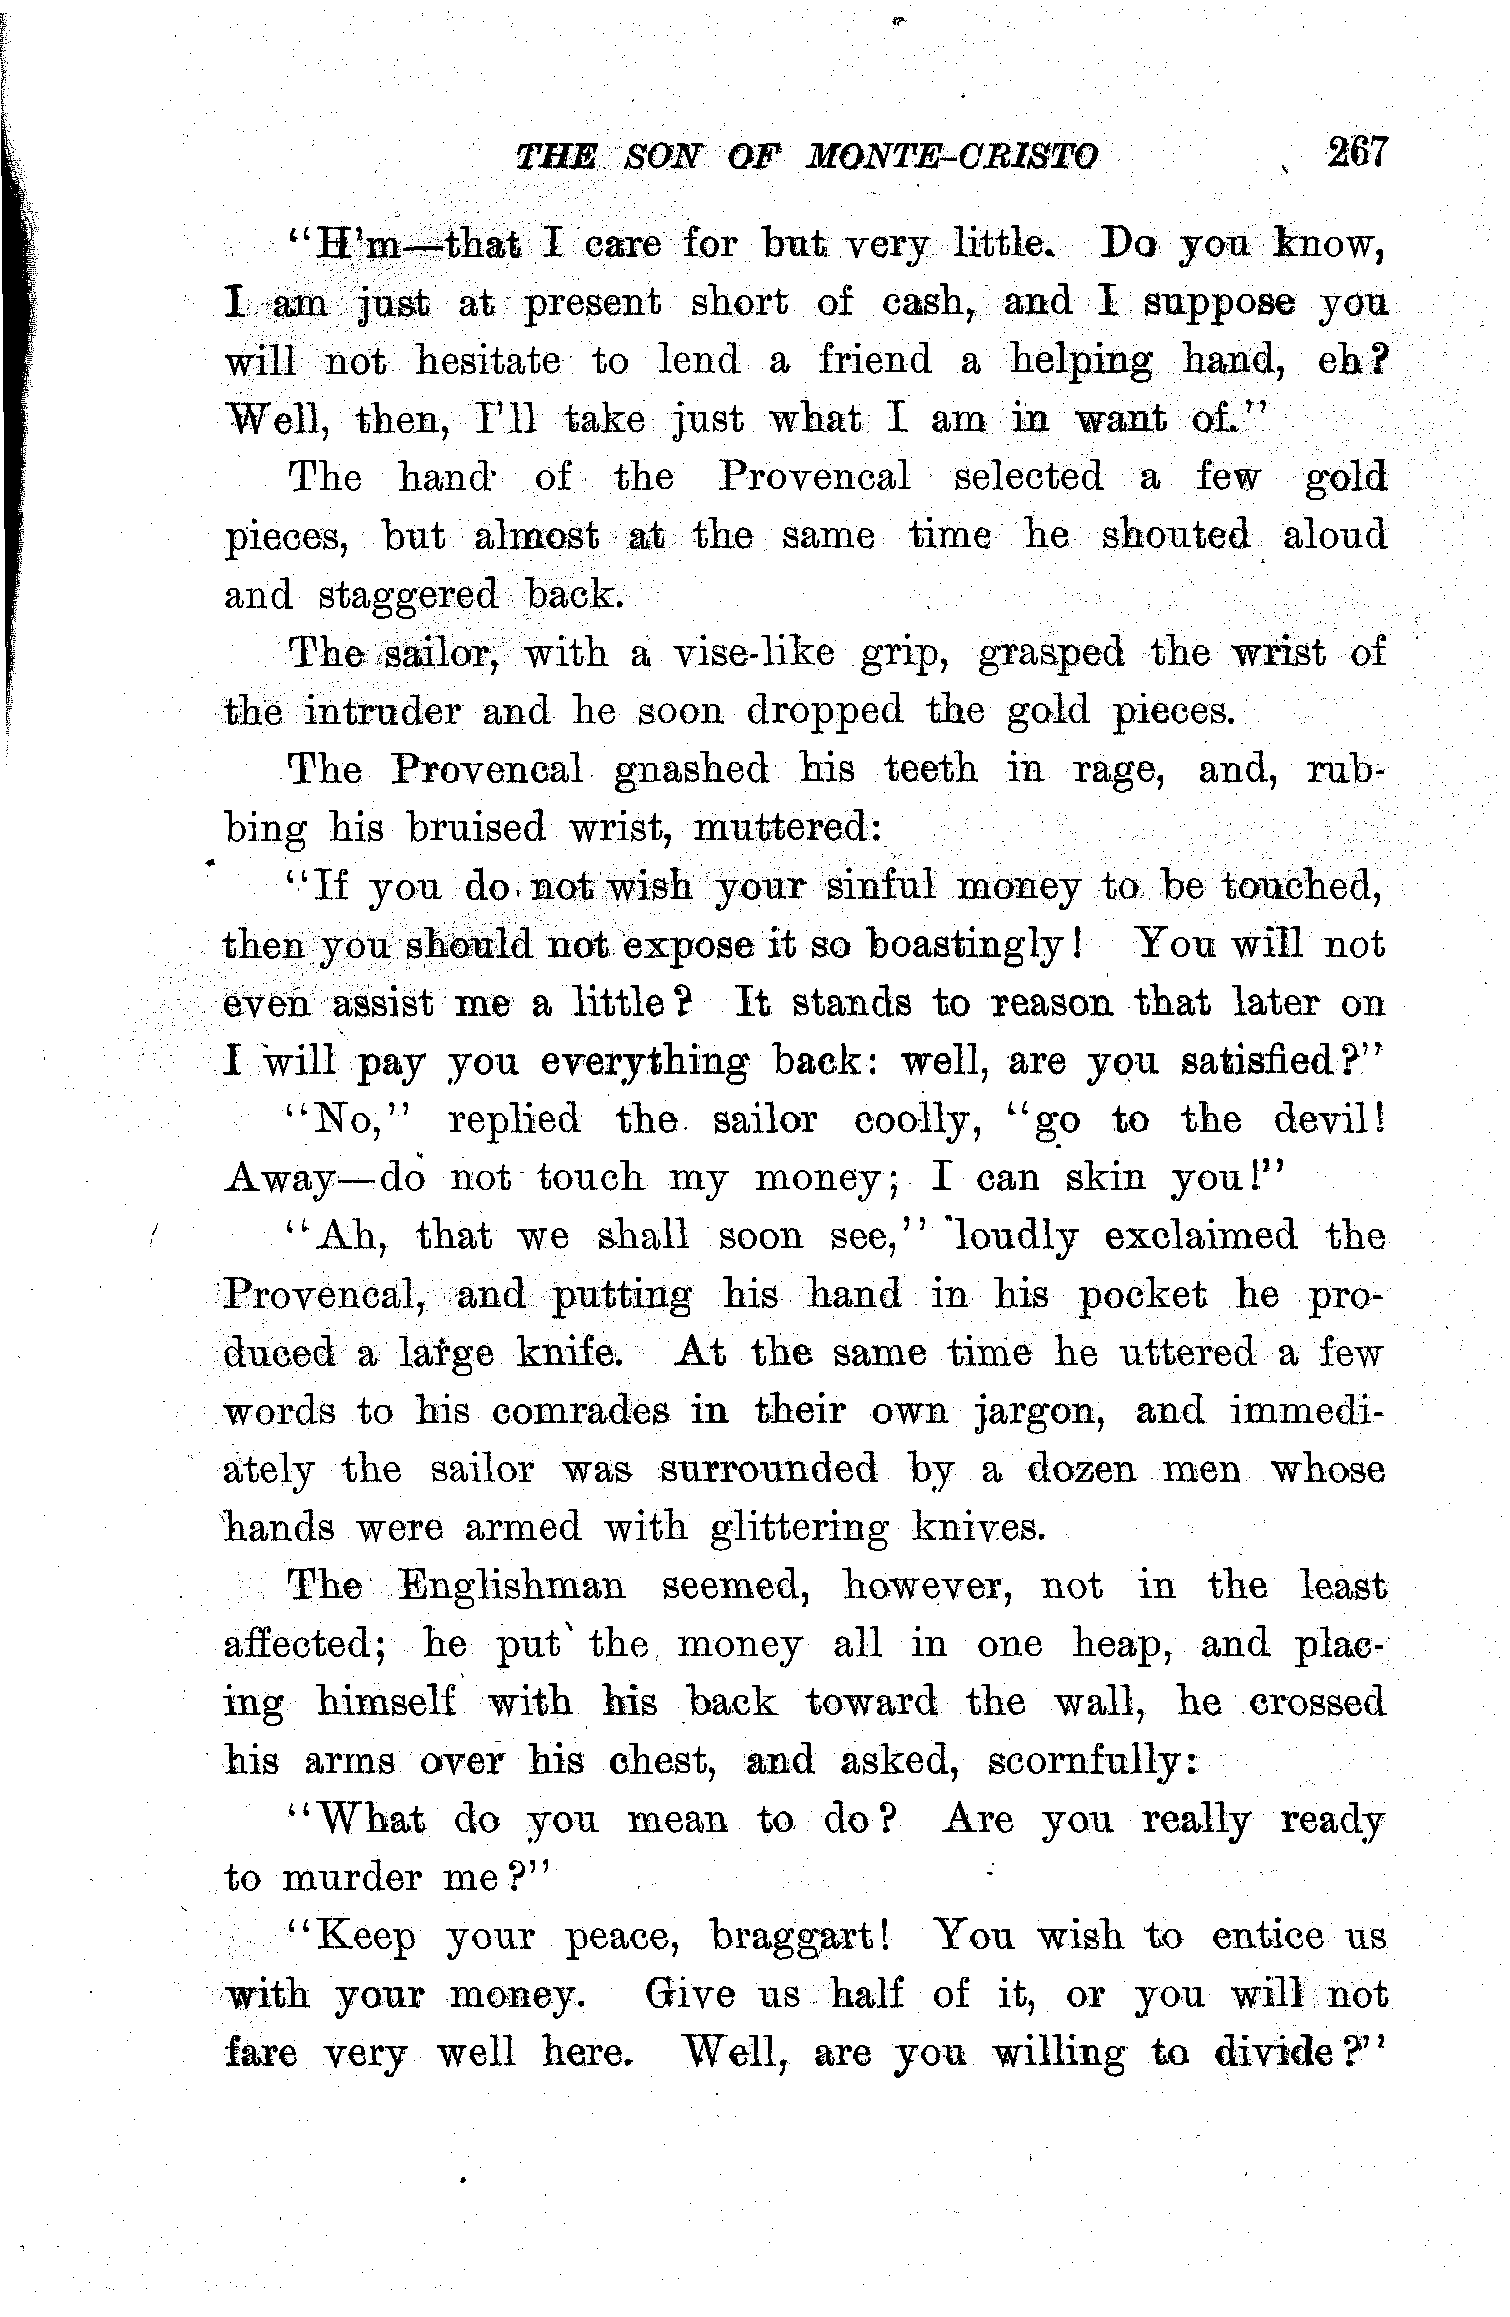 THE SON OF MONTE-CRISTO 267
"H'm—that I care for but very little. Do you know,
I am just at present short of cash, and I suppose you
will not hesitate to lend a friend a helping hand, eh?
Well, then, I'll take just what I am in want of."
The hand of the Provencal selected a few gold
pieces, but almost at the same time he shouted aloud
and staggered back.
The sailor, with a vise-like grip, grasped the wrist of
the intruder and he soon dropped the gold pieces.
The Provencal gnashed his teeth in rage, and, rub-
bing his bruised wrist, muttered:
"If you do not wish your sinful money to be touched,
then you should not expose it so boastingly! You will not
even assist me a little? It stands to reason that later on
I will pay you everything back: well, are you satisfied?"
"No," replied the sailor coolly, "go to the devil!
Away—do not touch my money; I can skin you!"
"Ah, that we shall soon see," loudly exclaimed the
Provencal, and putting his hand in his pocket he pro-
duced a large knife. At the same time he uttered a few
words to his comrades in their own jargon, and immedi-
ately the sailor was surrounded by a dozen men whose
hands were armed with glittering knives.
The Englishman seemed, however, not in the least
affected; he put the money all in one heap, and plac-
ing himself with his back toward the wall, he crossed
his arms over his chest, and asked, scornfully:
"What do you mean to do? Are you really ready
to murder me?"
"Keep your peace, braggart! You wish to entice us
with your money. Give us half of it, or you will not
fare very well here. Well, are you willing to divide?"